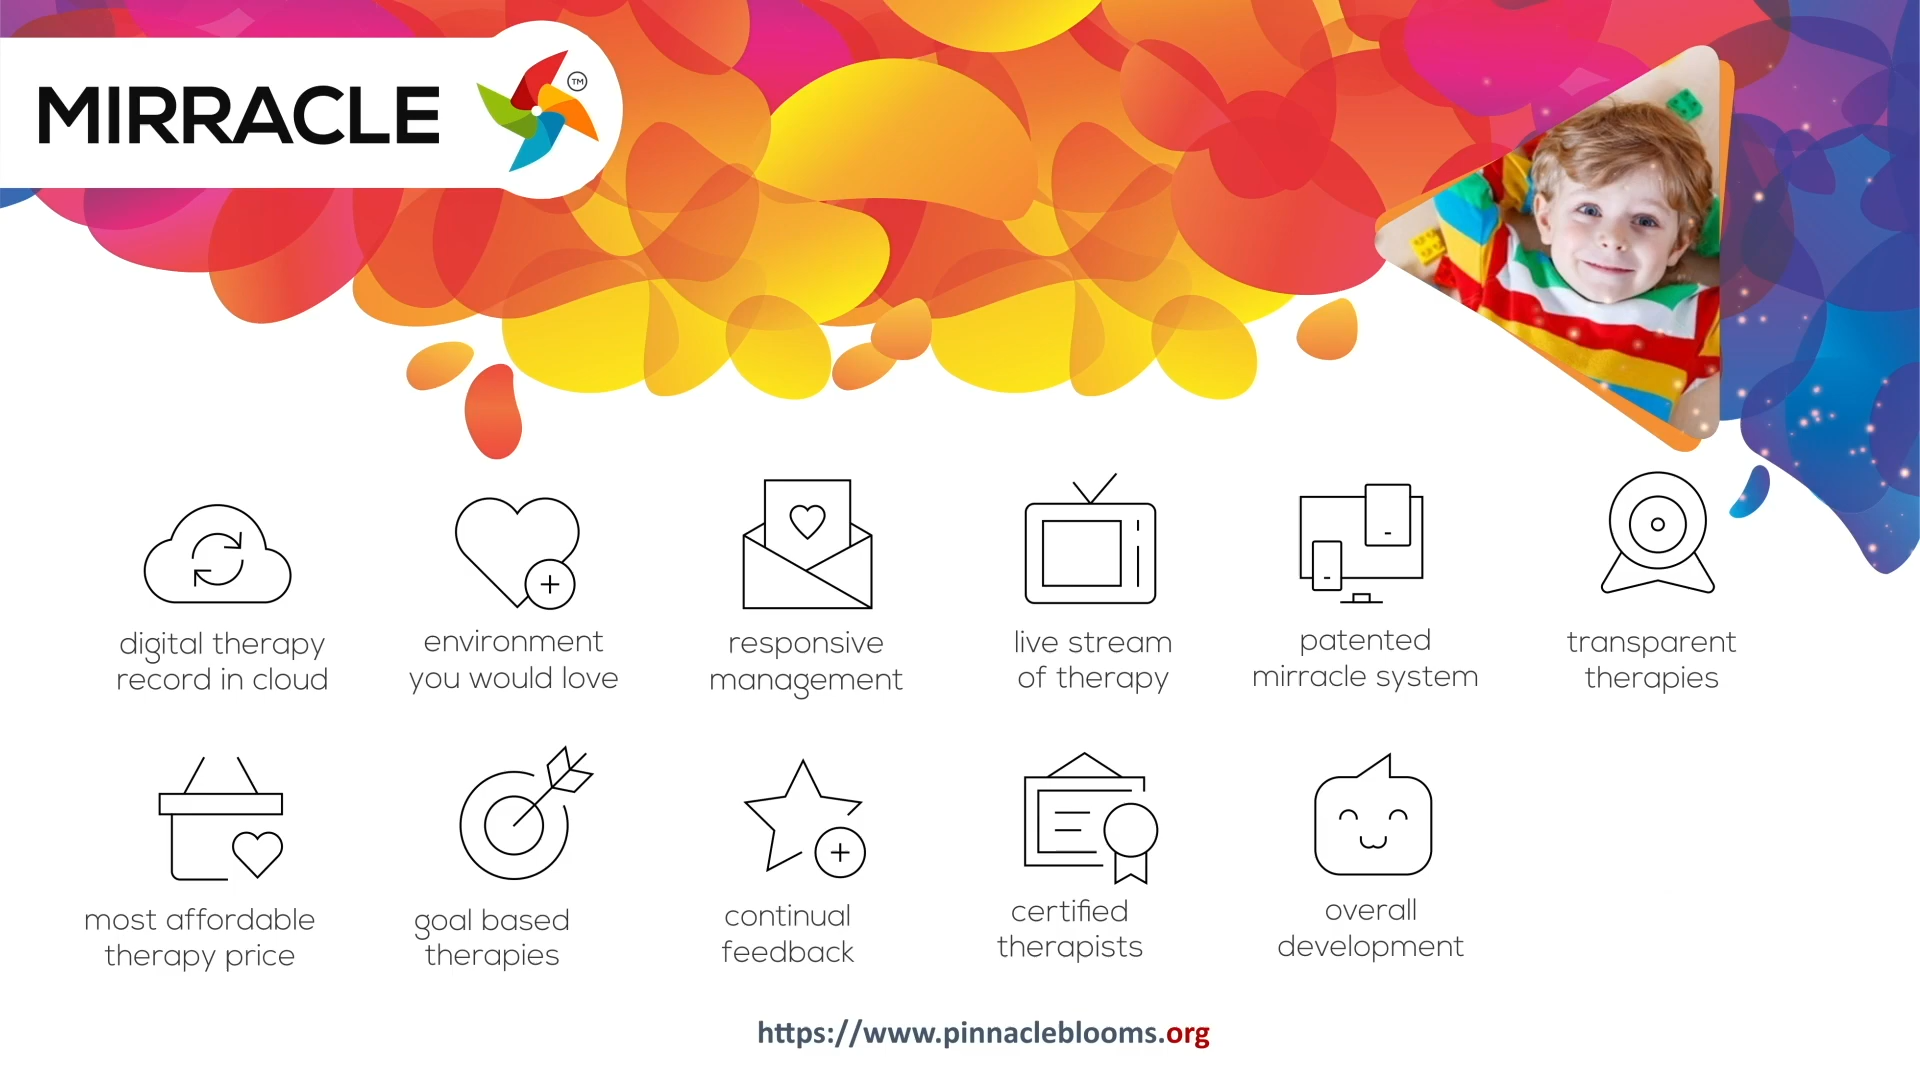 MIRRACLE
TM
digital therapy
record in cloud
environment
you would love
responsive
management
live stream
of therapy
patented
mirracle system
transparent
therapies
most affordable
therapy price
goal based
therapies
continual
feedback
certified
therapists
overall
development
https://www.pinnacleblooms.org